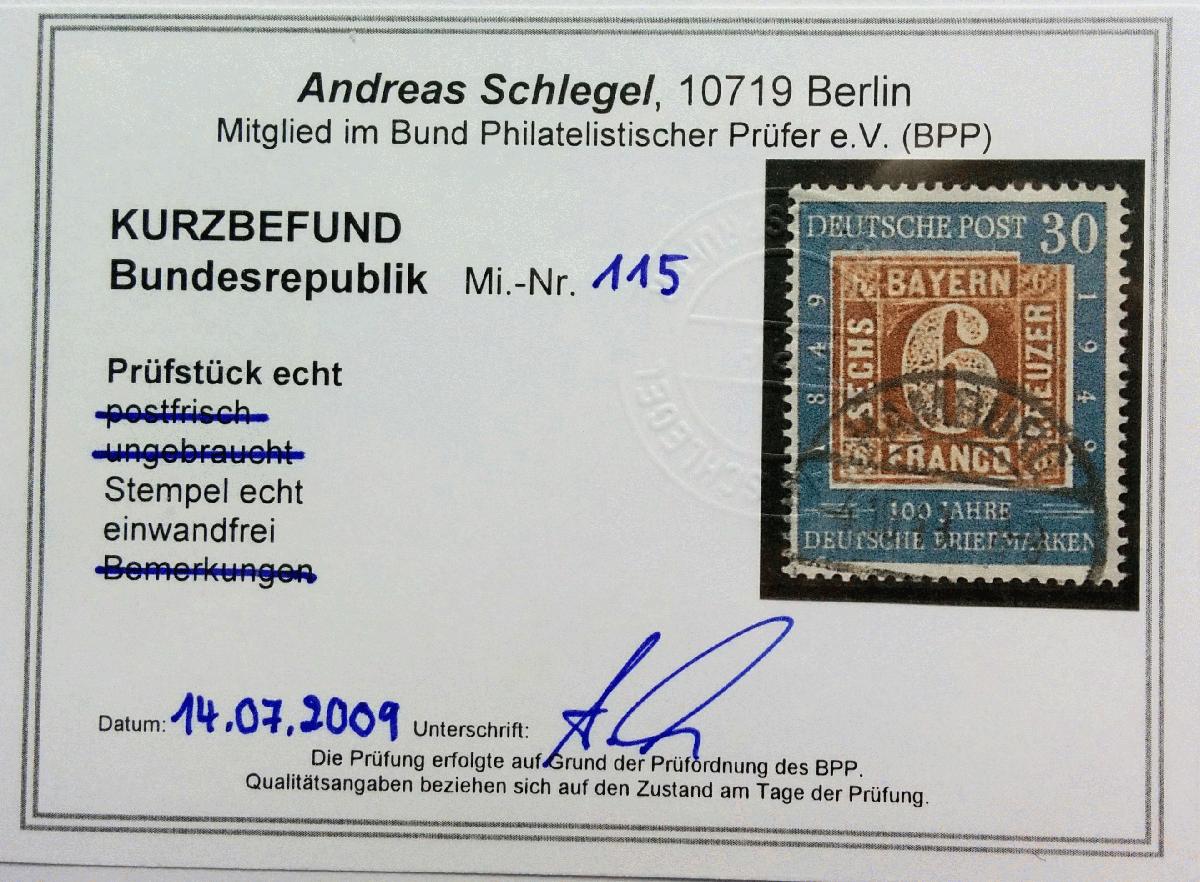 Andreas Schlegel, 10719 Berlin
Mitglied im Bund Philatelistischer Prüfer e.V. (BPP)
KURZBEFUND
Bundesrepublik Mi.-Nr. 115
Prüfstück echt
postfrisch
ungebraucht
Stempel echt
einwandfrei
Bemerkungen
DEUTSCHE POST 30
BAYERN
SECHS
6
KREUZER
FRANCO
1849
1949
HAMBURG
100 JAHRE
DEUTSCHE BRIEFMARKEN
SCHLEGEL
Datum: 14.07.2009 Unterschrift:
Die Prüfung erfolgte auf Grund der Prüfordnung des BPP.
Qualitätsangaben beziehen sich auf den Zustand am Tage der Prüfung.